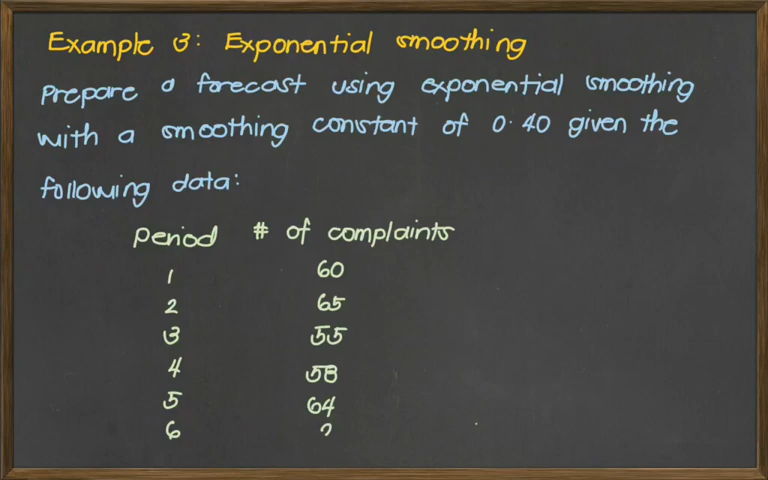 Example 3: Exponential smoothing
Prepare a forecast using exponential smoothing
with a smoothing constant of 0.40 given the
following data:
Period # of complaints
1 60
2 65
3 55
4 58
5 64
6 ?